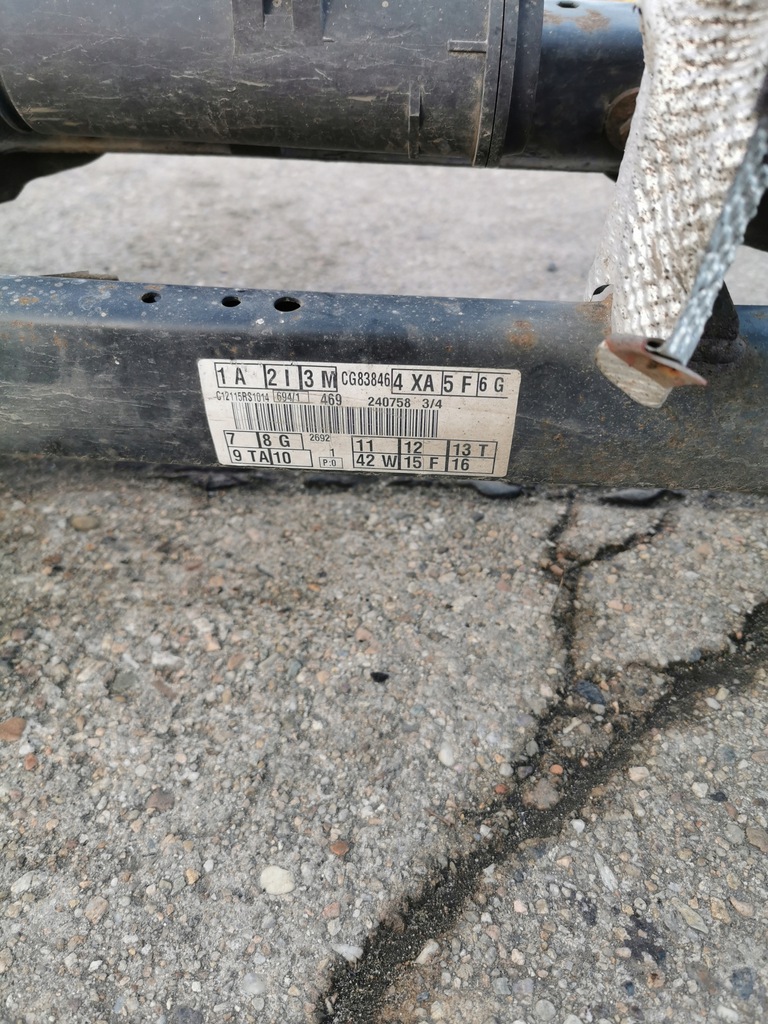 1 A 2 I 3 M CG83846 4 XA 5 F 6 G
C12115RS1014 694/1 469 240758 3/4
7 8 G 2692 11 12 13 T
9 TA 10 1 P:0 42 W 15 F 16